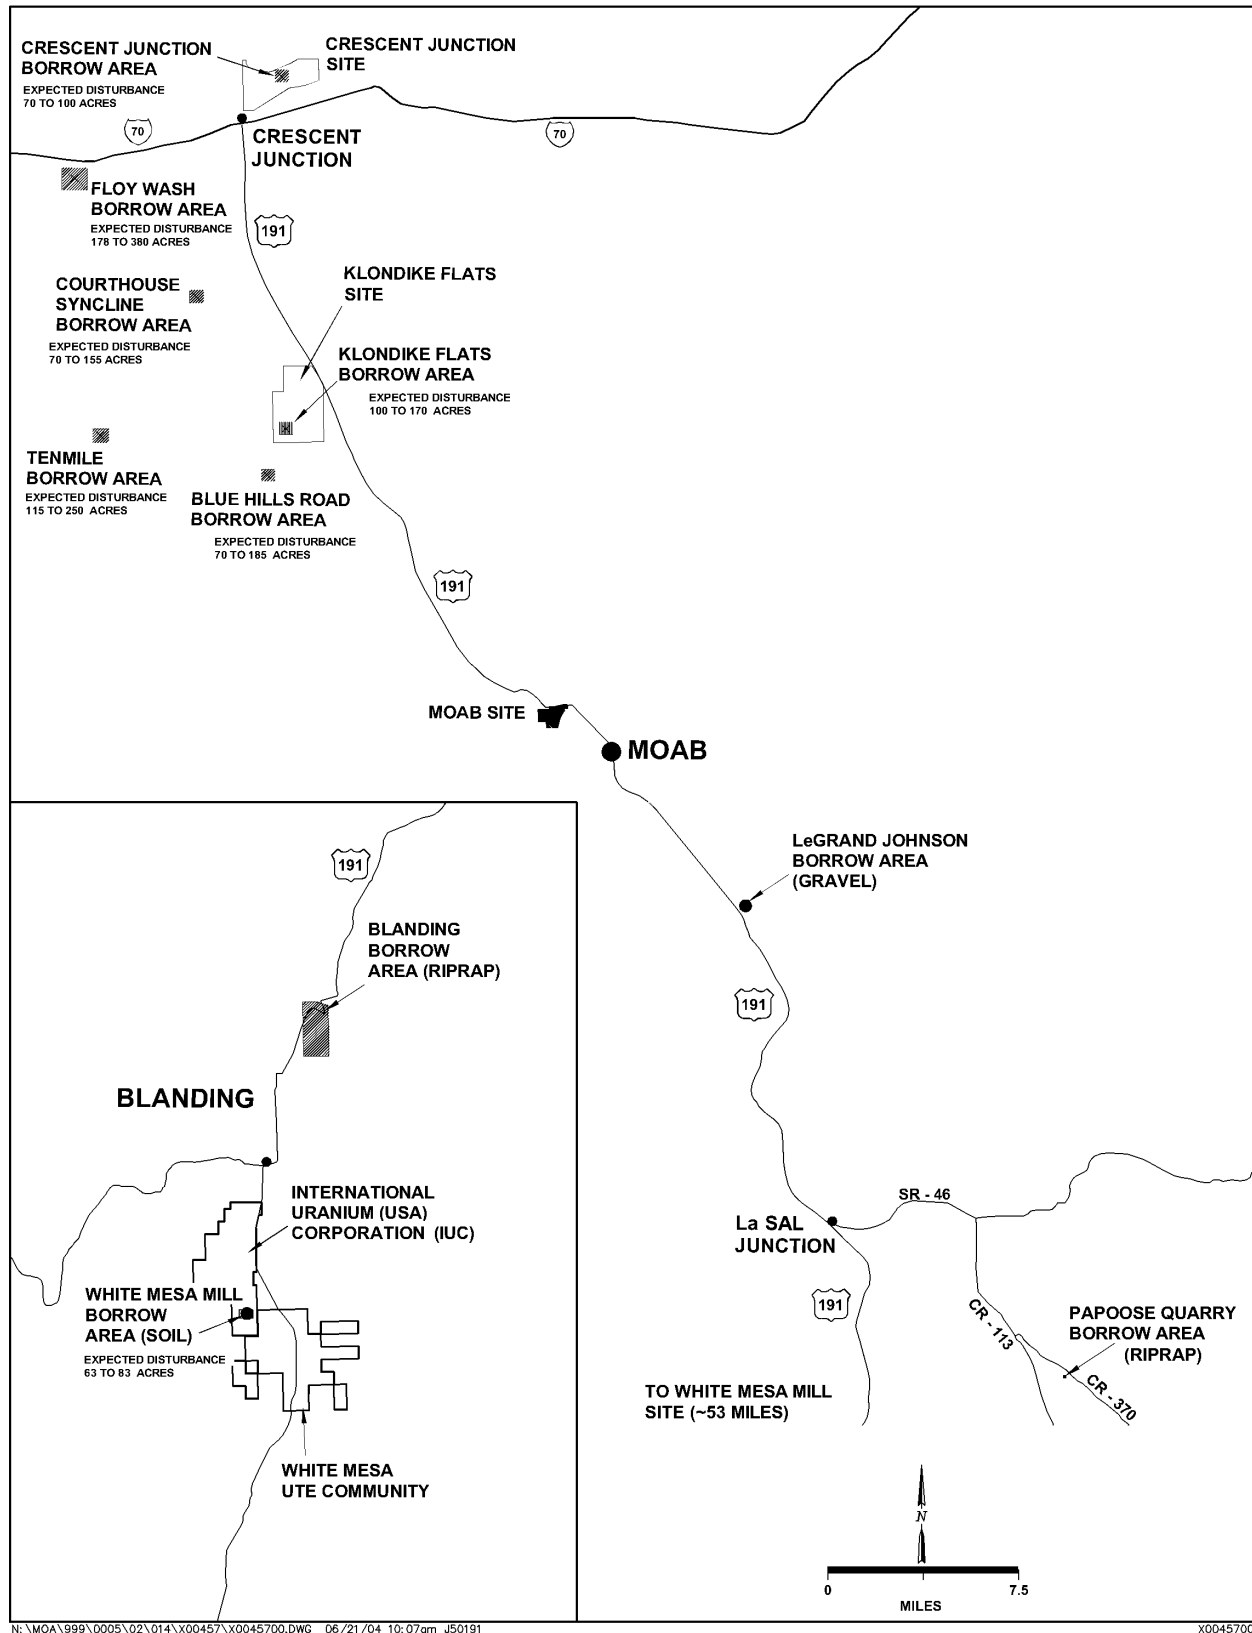 CRESCENT JUNCTION
BORROW AREA
EXPECTED DISTURBANCE
70 TO 100 ACRES
CRESCENT JUNCTION
SITE
70
70
CRESCENT
JUNCTION
FLOY WASH
BORROW AREA
EXPECTED DISTURBANCE
178 TO 380 ACRES
191
COURTHOUSE
SYNCLINE
BORROW AREA
EXPECTED DISTURBANCE
70 TO 155 ACRES
KLONDIKE FLATS
SITE
KLONDIKE FLATS
BORROW AREA
EXPECTED DISTURBANCE
100 TO 170 ACRES
TENMILE
BORROW AREA
EXPECTED DISTURBANCE
115 TO 250 ACRES
BLUE HILLS ROAD
BORROW AREA
EXPECTED DISTURBANCE
70 TO 185 ACRES
191
MOAB SITE
MOAB
LeGRAND JOHNSON
BORROW AREA
(GRAVEL)
191
SR - 46
La SAL
JUNCTION
191
CR - 113
PAPOOSE QUARRY
BORROW AREA
(RIPRAP)
CR - 370
TO WHITE MESA MILL
SITE (~53 MILES)
N
0 7.5
MILES
191
BLANDING
BORROW
AREA (RIPRAP)
BLANDING
INTERNATIONAL
URANIUM (USA)
CORPORATION (IUC)
WHITE MESA MILL
BORROW
AREA (SOIL)
EXPECTED DISTURBANCE
63 TO 83 ACRES
WHITE MESA
UTE COMMUNITY
N:\MOA\999\0005\02\014\X00457\X0045700.DWG 06/21/04 10:07am J50191
X0045700